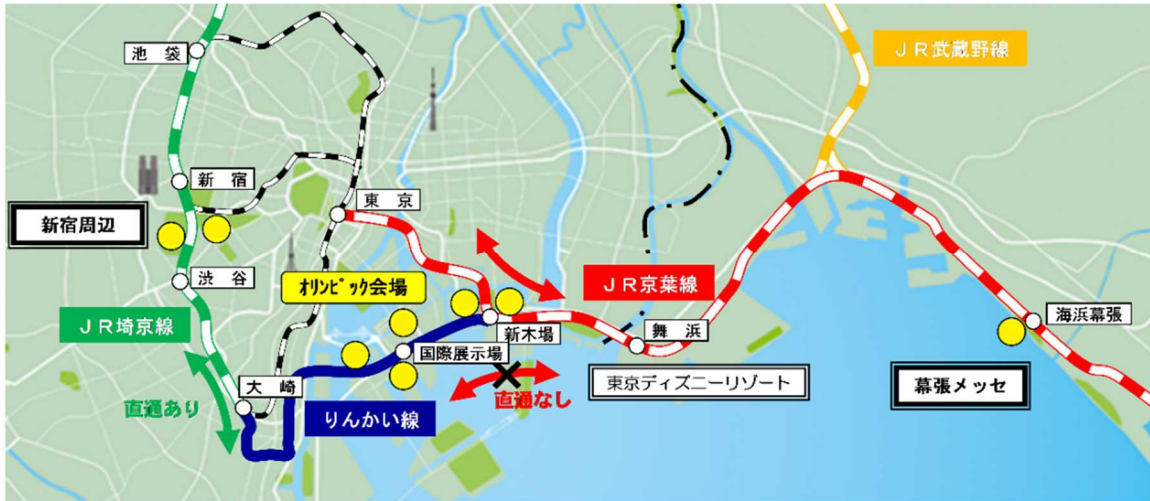 池袋
JR武蔵野線
新宿
東京
新宿周辺
オリンピック会場
渋谷
JR京葉線
JR埼京線
新木場
海浜幕張
舞浜
国際展示場
大崎
東京ディズニーリゾート
幕張メッセ
直通あり
りんかい線
直通なし